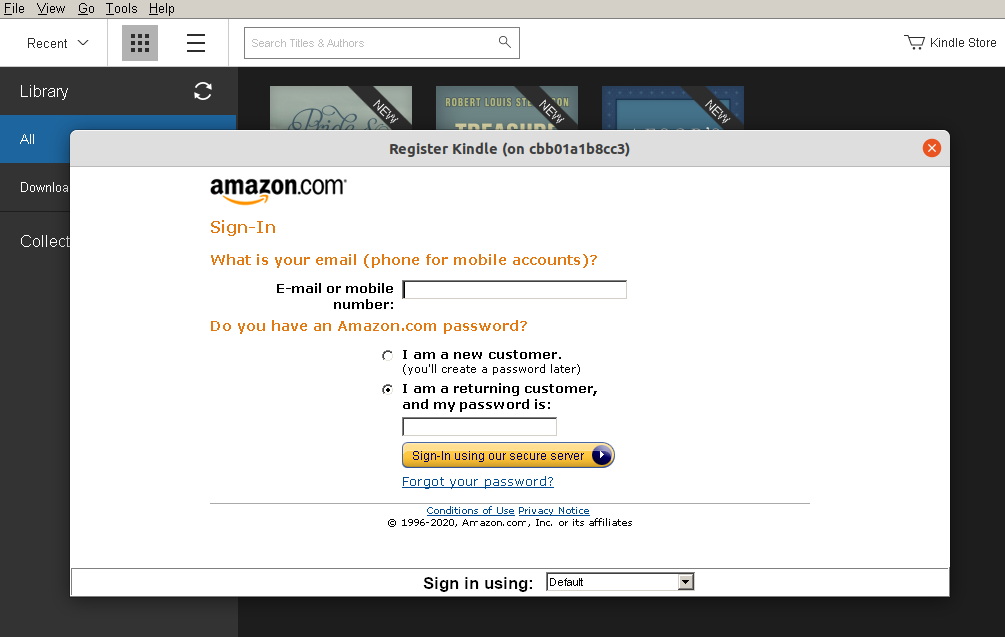 File View Go Tools Help
Recent
Search Titles & Authors
Kindle Store
Library
NEW
ROBERT LOUIS
NEW
NEW
Pride &
TREASURE
All
Register Kindle (on cbb01a1b8cc3)
Downloa
Collect
amazon.com
Sign-In
What is your email (phone for mobile accounts)?
E-mail or mobile
number:
Do you have an Amazon.com password?
I am a new customer.
(you'll create a password later)
I am a returning customer,
and my password is:
Sign-In using our secure server
Forgot your password?
Conditions of Use Privacy Notice
© 1996-2020, Amazon.com, Inc. or its affiliates
Sign in using:
Default